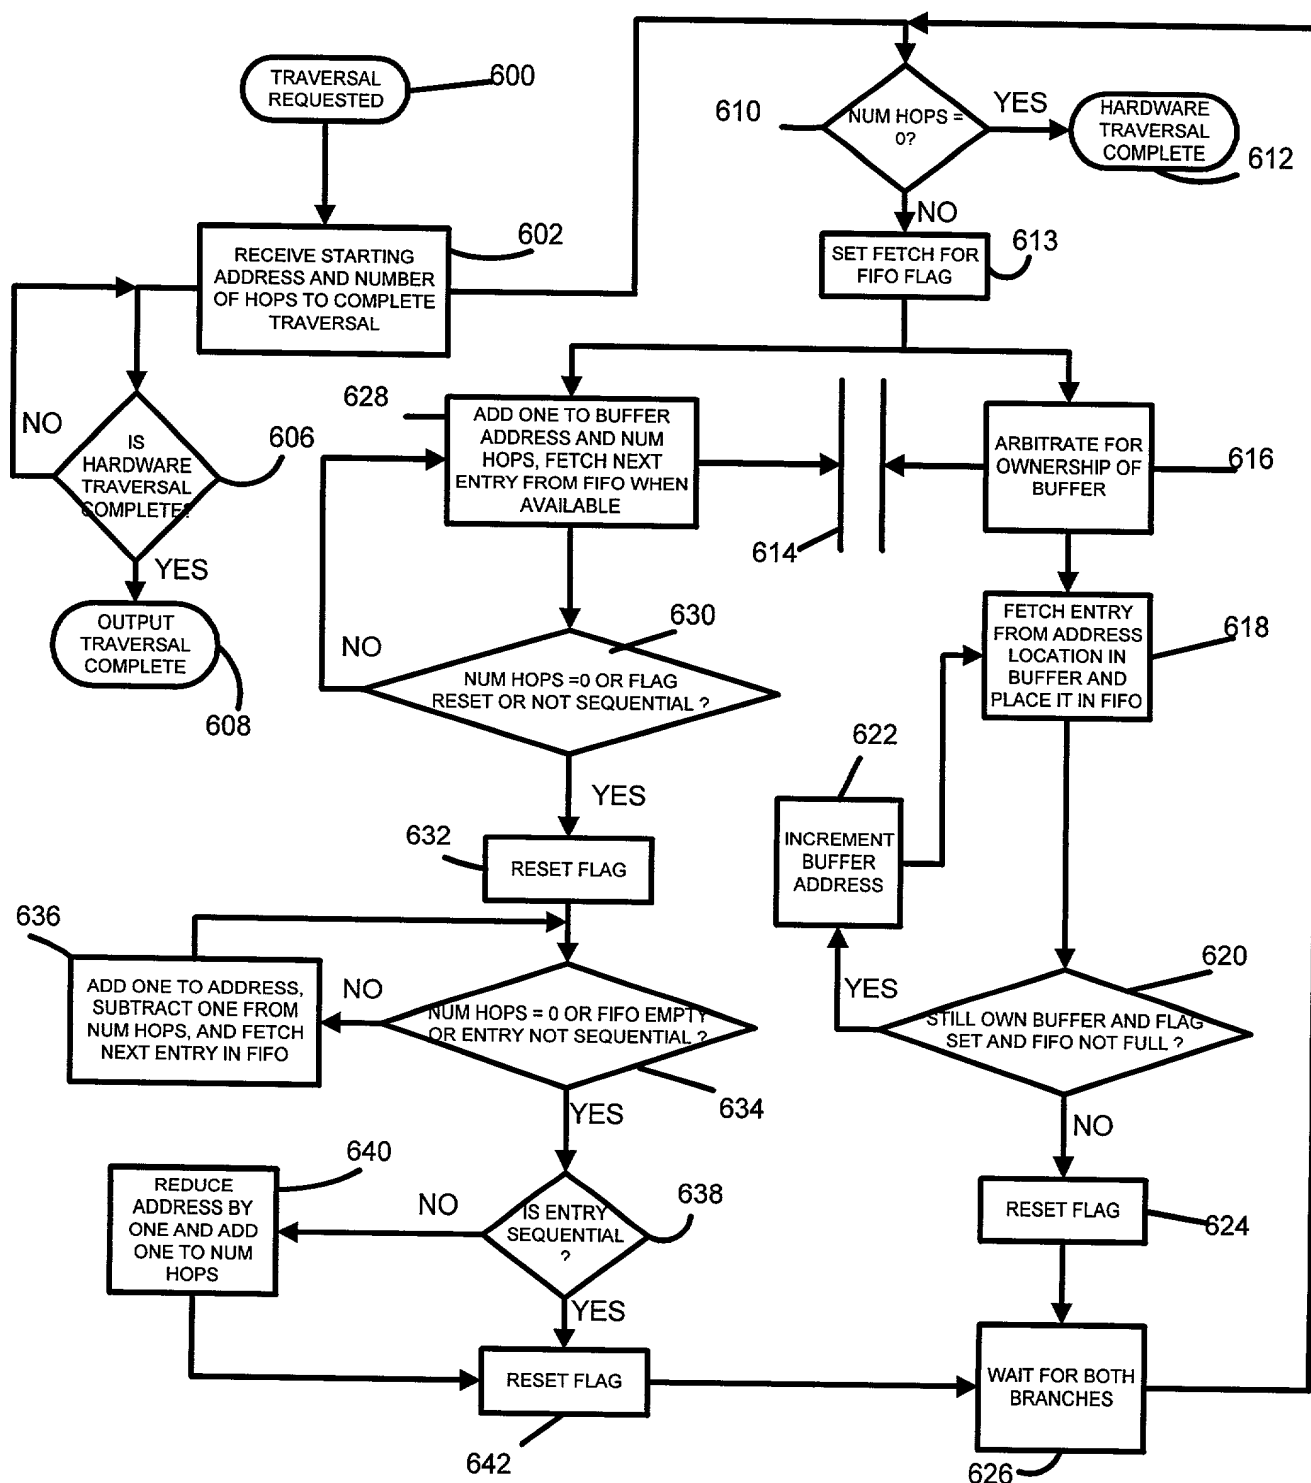 TRAVERSAL
REQUESTED
600
RECEIVE STARTING
ADDRESS AND NUMBER
OF HOPS TO COMPLETE
TRAVERSAL
602
NO
IS
HARDWARE
TRAVERSAL
COMPLETE?
606
YES
OUTPUT
TRAVERSAL
COMPLETE
608
610
NUM HOPS =
0?
YES
HARDWARE
TRAVERSAL
COMPLETE
612
NO
SET FETCH FOR
FIFO FLAG
613
628
ADD ONE TO BUFFER
ADDRESS AND NUM
HOPS, FETCH NEXT
ENTRY FROM FIFO WHEN
AVAILABLE
614
ARBITRATE FOR
OWNERSHIP OF
BUFFER
616
FETCH ENTRY
FROM ADDRESS
LOCATION IN
BUFFER AND
PLACE IT IN FIFO
618
630
NO
NUM HOPS =0 OR FLAG
RESET OR NOT SEQUENTIAL ?
YES
622
INCREMENT
BUFFER
ADDRESS
632
RESET FLAG
636
ADD ONE TO ADDRESS,
SUBTRACT ONE FROM
NUM HOPS, AND FETCH
NEXT ENTRY IN FIFO
NO
NUM HOPS = 0 OR FIFO EMPTY
OR ENTRY NOT SEQUENTIAL ?
634
YES
YES
620
STILL OWN BUFFER AND FLAG
SET AND FIFO NOT FULL ?
NO
640
REDUCE
ADDRESS BY
ONE AND ADD
ONE TO NUM
HOPS
NO
IS ENTRY
SEQUENTIAL
?
638
YES
RESET FLAG
624
RESET FLAG
642
WAIT FOR BOTH
BRANCHES
626